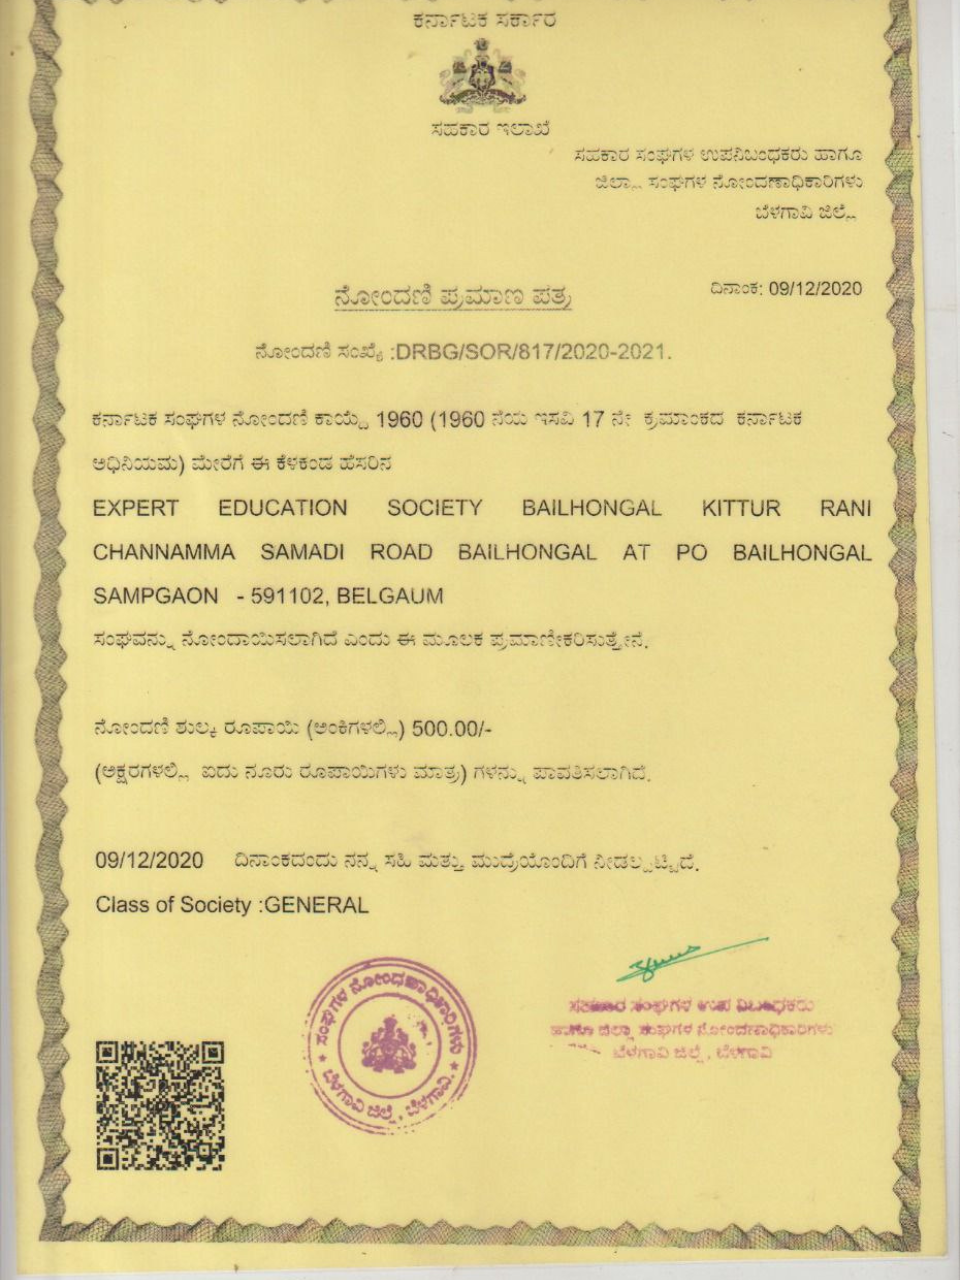 ಕರ್ನಾಟಕ ಸರ್ಕಾರ
ಸಹಕಾರ ಇಲಾಖೆ
ಸಹಕಾರ ಸಂಘಗಳ ಉಪನಿಬಂಧಕರು ಹಾಗೂ
ಜಿಲ್ಲಾ ಸಂಘಗಳ ನೋಂದಣಾಧಿಕಾರಿಗಳು
ಬೆಳಗಾವಿ ಜಿಲ್ಲೆ
ನೋಂದಣಿ ಪ್ರಮಾಣ ಪತ್ರ
ದಿನಾಂಕ: 09/12/2020
ನೋಂದಣಿ ಸಂಖ್ಯೆ :DRBG/SOR/817/2020-2021.
ಕರ್ನಾಟಕ ಸಂಘಗಳ ನೋಂದಣಿ ಕಾಯ್ದೆ 1960 (1960 ನೆಯ ಇಸವಿ 17 ನೇ ಕ್ರಮಾಂಕದ ಕರ್ನಾಟಕ
ಅಧಿನಿಯಮ) ಮೇರೆಗೆ ಈ ಕೆಳಕಂಡ ಹೆಸರಿನ
EXPERT EDUCATION SOCIETY BAILHONGAL KITTUR RANI
CHANNAMMA SAMADI ROAD BAILHONGAL AT PO BAILHONGAL
SAMPGAON - 591102, BELGAUM
ಸಂಘವನ್ನು ನೋಂದಾಯಿಸಲಾಗಿದೆ ಎಂದು ಈ ಮೂಲಕ ಪ್ರಮಾಣೀಕರಿಸುತ್ತೇನೆ.
ನೋಂದಣಿ ಶುಲ್ಕ ರೂಪಾಯಿ (ಅಂಕಿಗಳಲ್ಲಿ) 500.00/-
(ಅಕ್ಷರಗಳಲ್ಲಿ ಐದು ನೂರು ರೂಪಾಯಿಗಳು ಮಾತ್ರ) ಗಳನ್ನು ಪಾವತಿಸಲಾಗಿದೆ.
09/12/2020 ದಿನಾಂಕದಂದು ನನ್ನ ಸಹಿ ಮತ್ತು ಮುದ್ರೆಯೊಂದಿಗೆ ನೀಡಲ್ಪಟ್ಟಿದೆ.
Class of Society :GENERAL
ಸಂಘಗಳ ನೋಂದಣಾಧಿಕಾರಿಗಳು
ಬೆಳಗಾವಿ ಜಿಲ್ಲೆ, ಬೆಳಗಾವಿ.
ಸಹಕಾರ ಸಂಘಗಳ ಉಪ ನಿಬಂಧಕರು
ಹಾಗೂ ಜಿಲ್ಲಾ ಸಂಘಗಳ ನೋಂದಣಾಧಿಕಾರಿಗಳು
ಬೆಳಗಾವಿ ಜಿಲ್ಲೆ, ಬೆಳಗಾವಿ